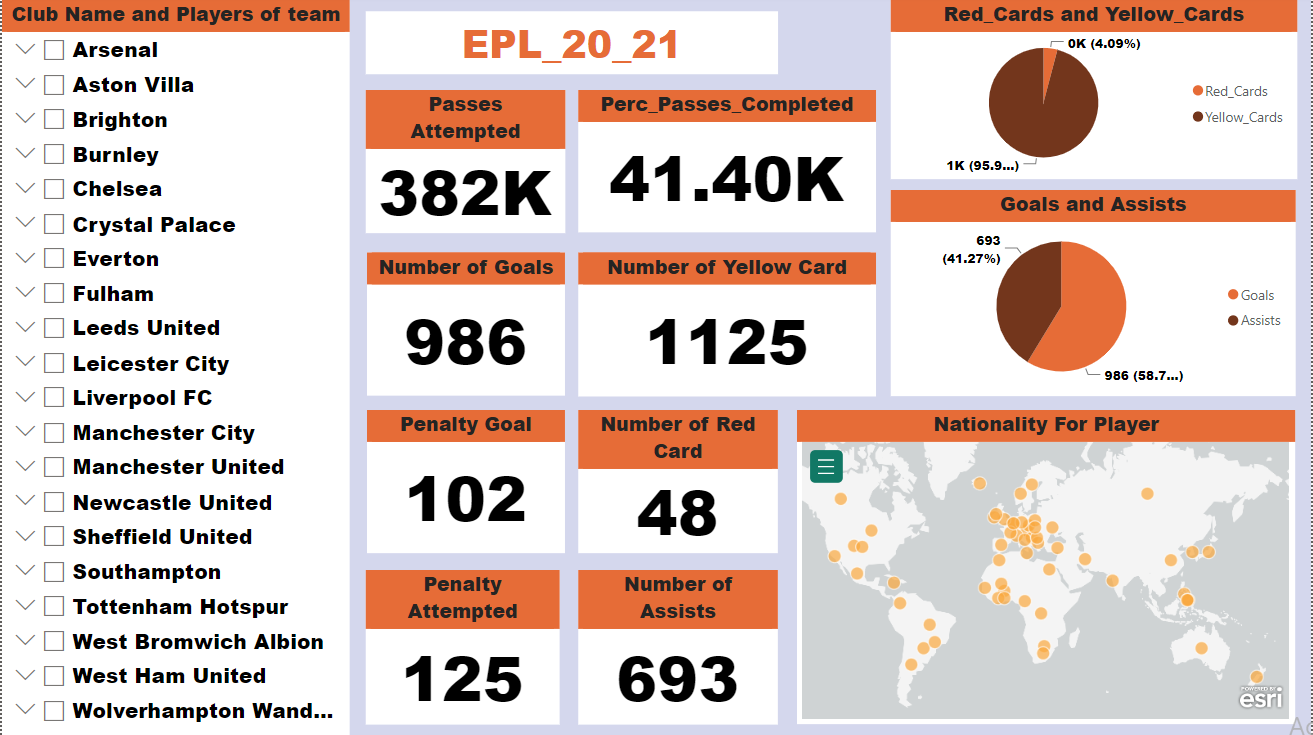 Club Name and Players of team
Arsenal
Aston Villa
Brighton
Burnley
Chelsea
Crystal Palace
Everton
Fulham
Leeds United
Leicester City
Liverpool FC
Manchester City
Manchester United
Newcastle United
Sheffield United
Southampton
Tottenham Hotspur
West Bromwich Albion
West Ham United
Wolverhampton Wand...
EPL_20_21
Passes
Attempted
382K
Perc_Passes_Completed
41.40K
Number of Goals
986
Number of Yellow Card
1125
Penalty Goal
102
Number of Red
Card
48
Penalty
Attempted
125
Number of
Assists
693
Red_Cards and Yellow_Cards
0K (4.09%)
1K (95.9...)
Red_Cards
Yellow_Cards
Goals and Assists
693
(41.27%)
986 (58.7...)
Goals
Assists
Nationality For Player
POWERED BY
esri